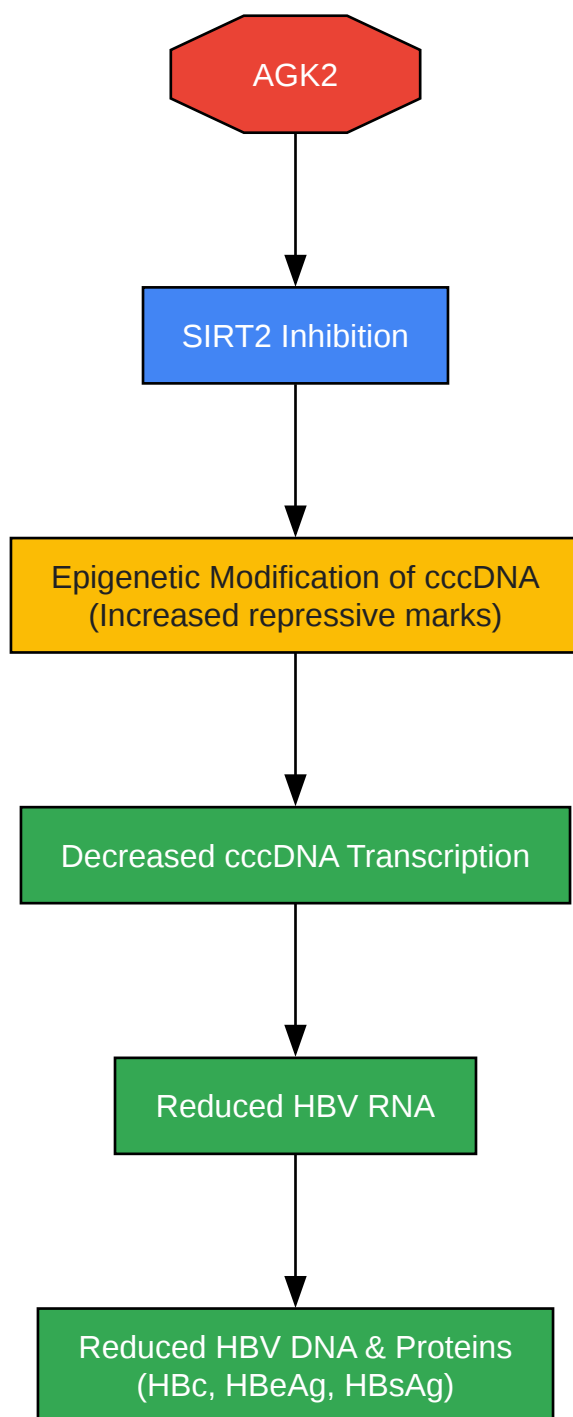 AGK2
SIRT2 Inhibition
Epigenetic Modification of cccDNA
(Increased repressive marks)
Decreased cccDNA Transcription
Reduced HBV RNA
Reduced HBV DNA & Proteins
(HBc, HBeAg, HBsAg)